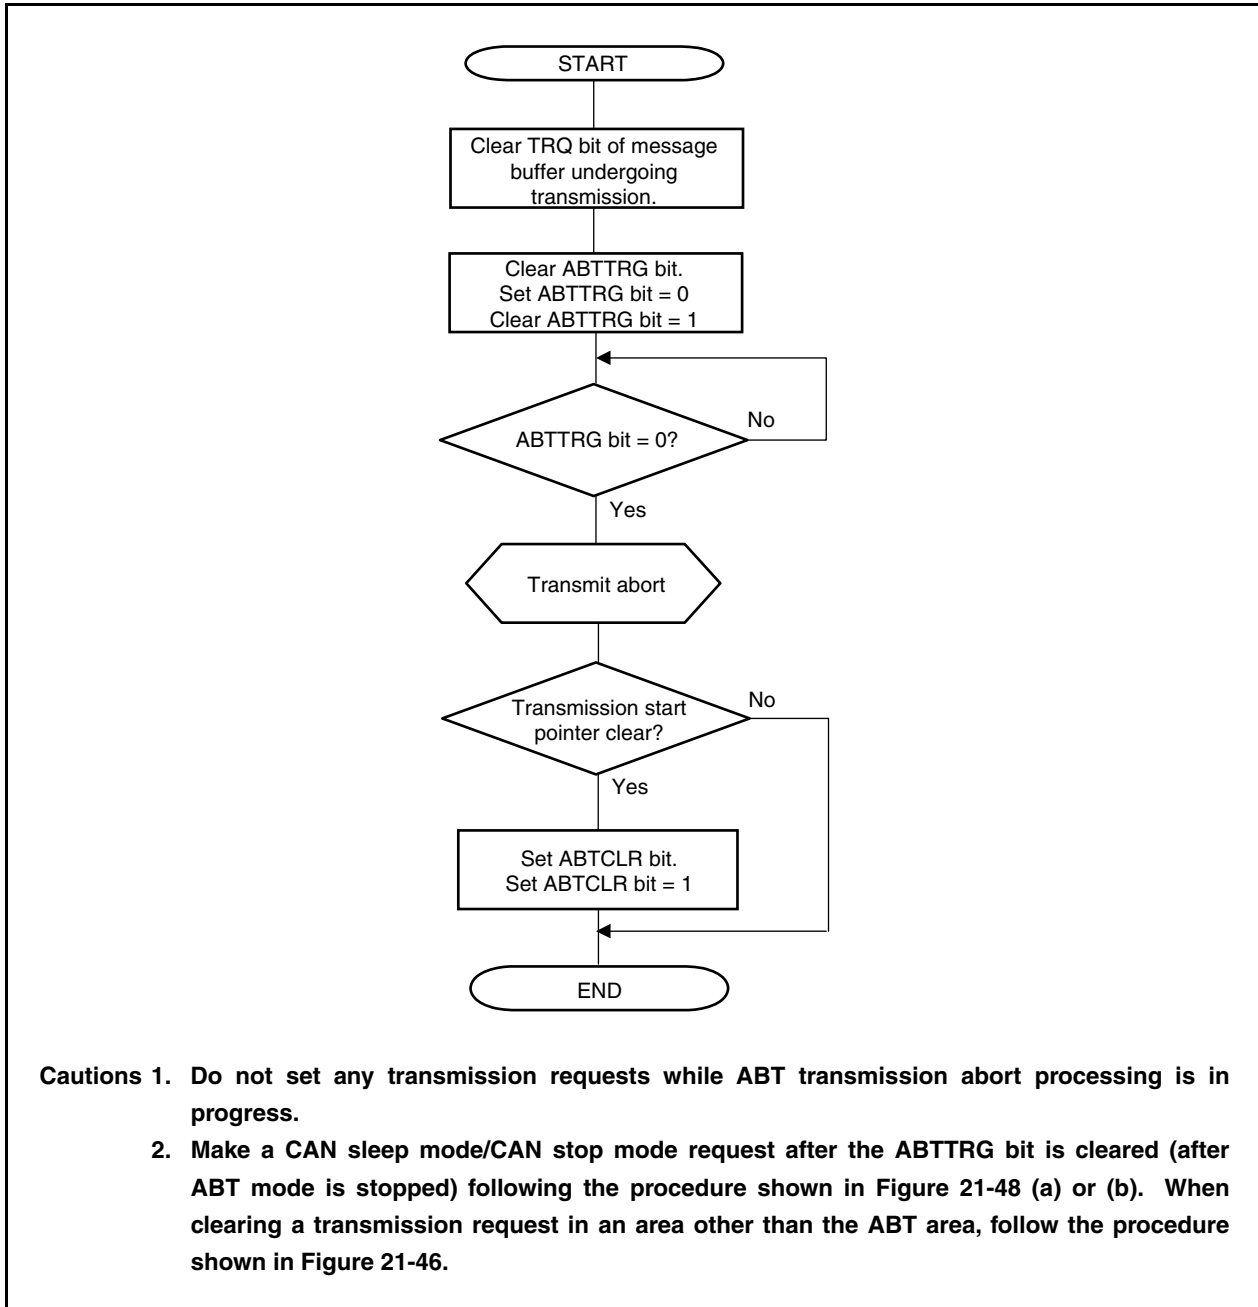 START
Clear TRQ bit of message
buffer undergoing
transmission.
Clear ABTTRG bit.
Set ABTTRG bit = 0
Clear ABTTRG bit = 1
ABTTRG bit = 0?
No
Yes
Transmit abort
Transmission start
pointer clear?
No
Yes
Set ABTCLR bit.
Set ABTCLR bit = 1
END
Cautions 1. Do not set any transmission requests while ABT transmission abort processing is in
progress.
2. Make a CAN sleep mode/CAN stop mode request after the ABTTRG bit is cleared (after
ABT mode is stopped) following the procedure shown in Figure 21-48 (a) or (b). When
clearing a transmission request in an area other than the ABT area, follow the procedure
shown in Figure 21-46.